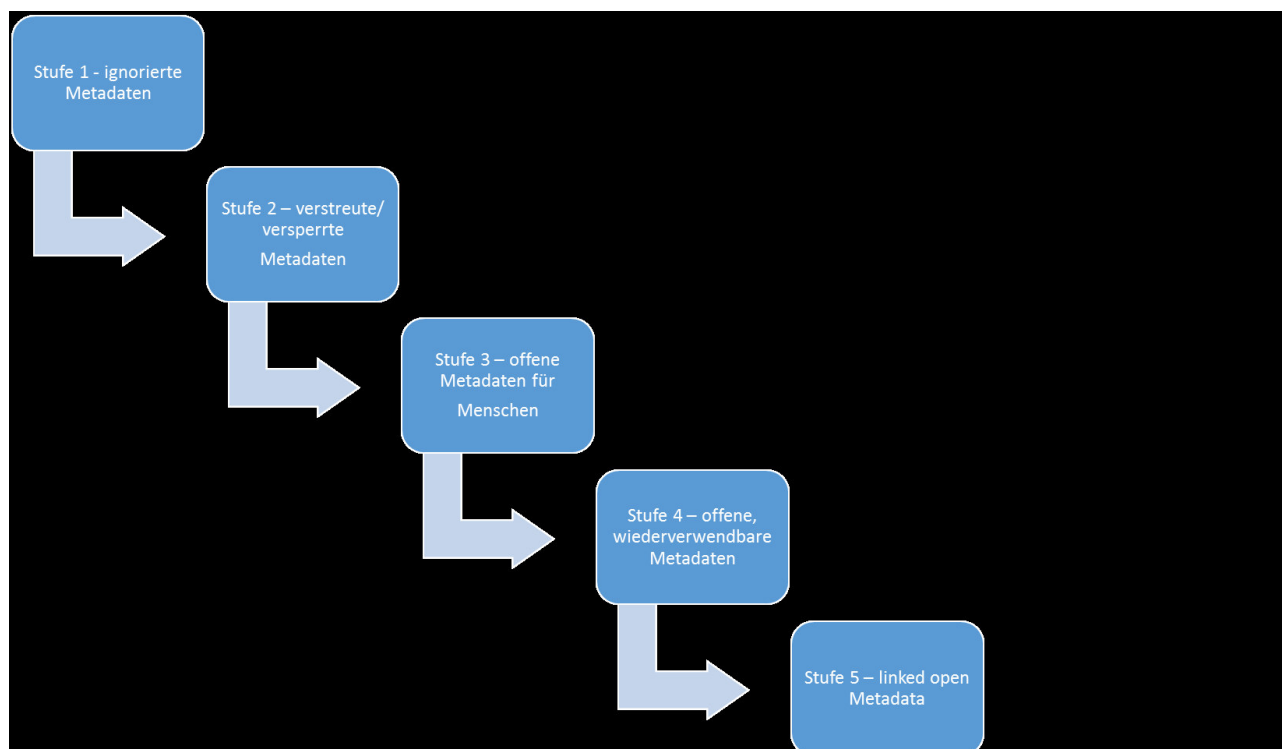 Stufe 1 - ignorierte
Metadaten
Stufe 2 – verstreute/
versperrte
Metadaten
Stufe 3 – offene
Metadaten für
Menschen
Stufe 4 – offene,
wiederverwendbare
Metadaten
Stufe 5 – linked open
Metadata